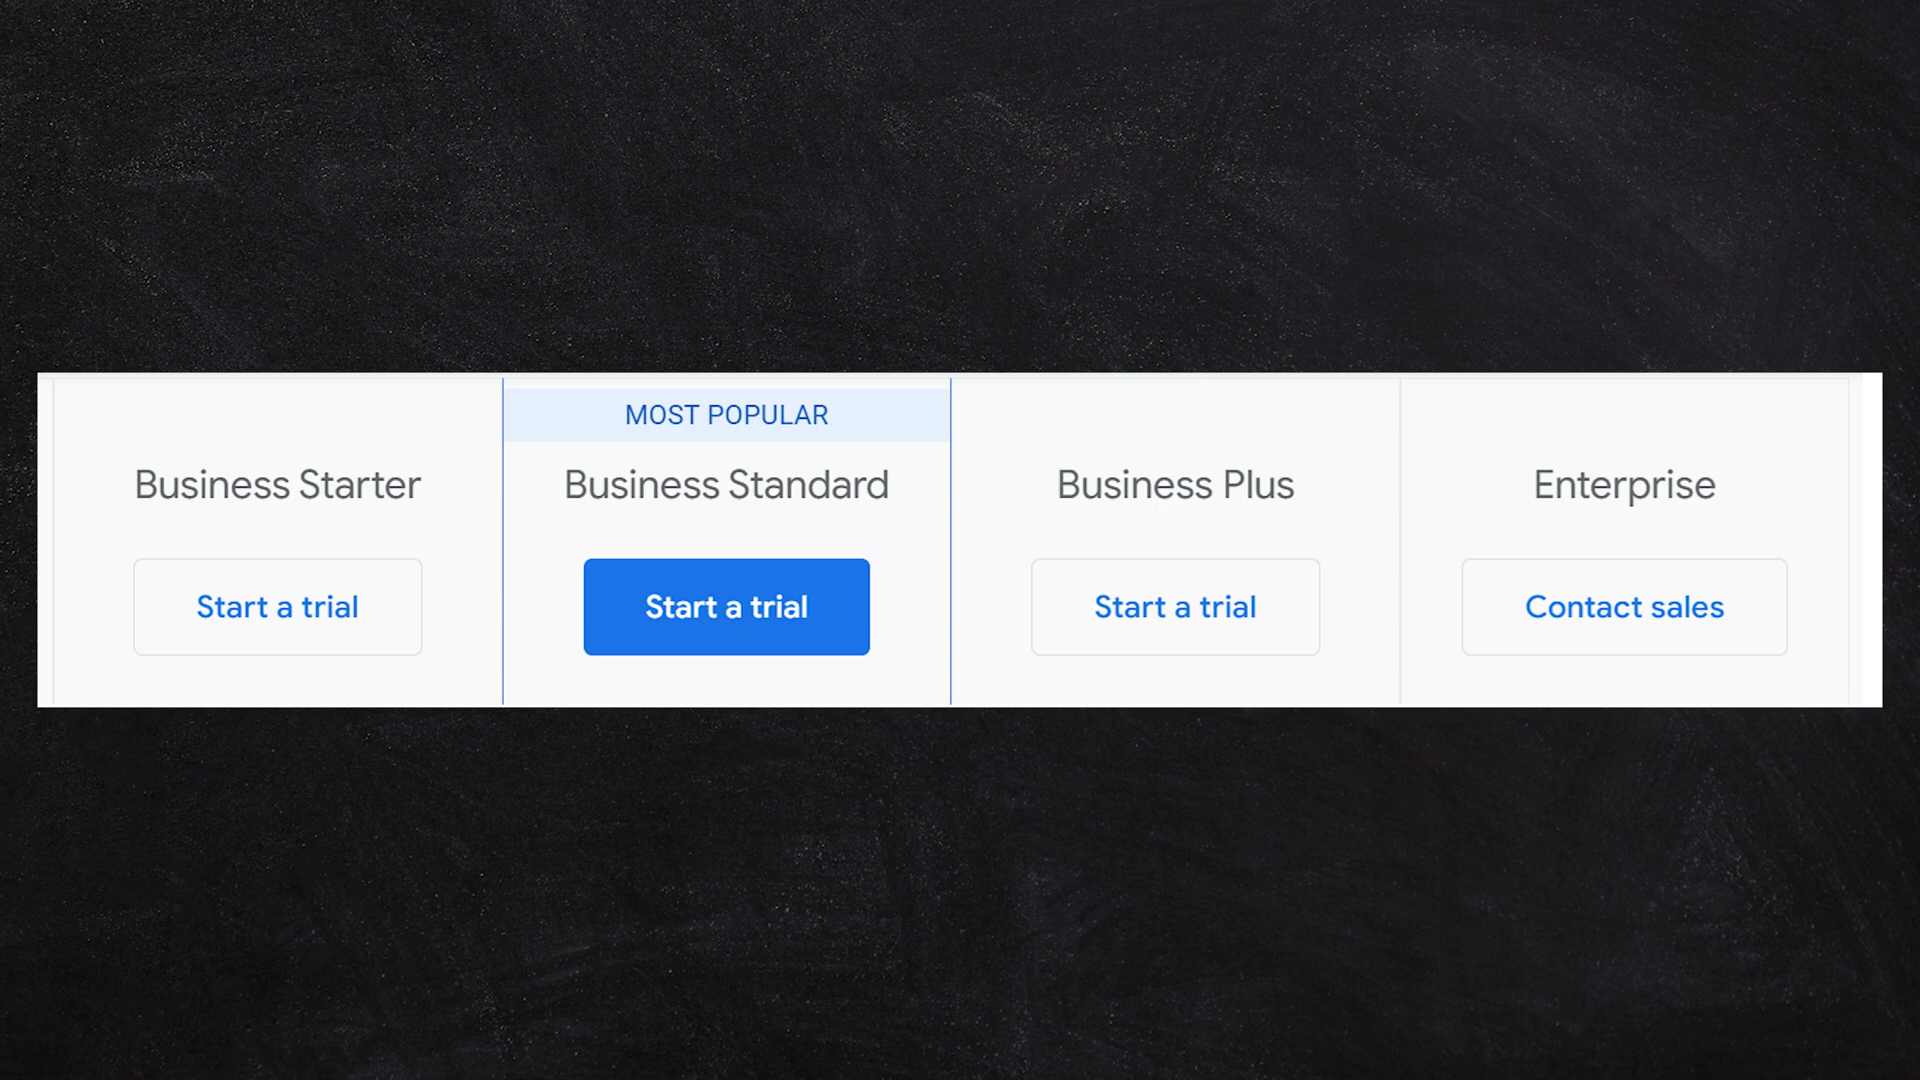 MOST POPULAR
Business Starter
Business Standard
Business Plus
Enterprise
Start a trial
Start a trial
Start a trial
Contact sales